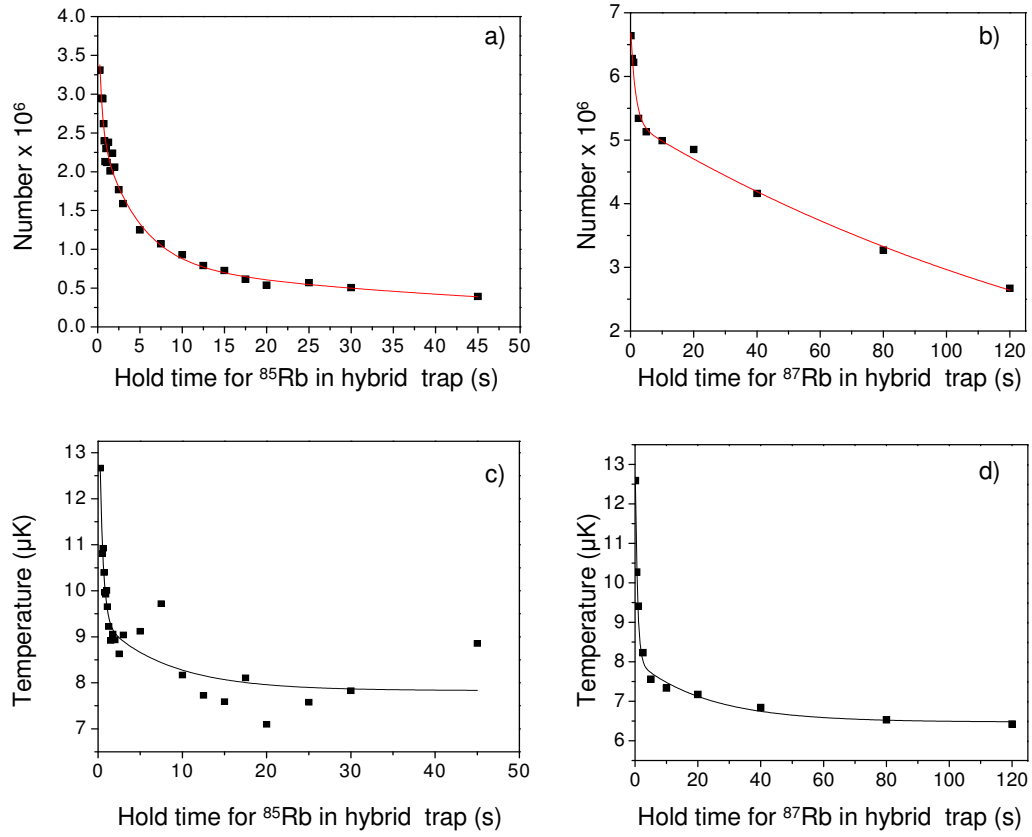 a)
Number x 10⁶
4.0
3.5
3.0
2.5
2.0
1.5
1.0
0.5
0.0
0 5 10 15 20 25 30 35 40 45 50
Hold time for ⁸⁵Rb in hybrid trap (s)
b)
Number x 10⁶
7
6
5
4
3
2
0 20 40 60 80 100 120
Hold time for ⁸⁷Rb in hybrid trap (s)
c)
Temperature (µK)
13
12
11
10
9
8
7
0 10 20 30 40 50
Hold time for ⁸⁵Rb in hybrid trap (s)
d)
Temperature (µK)
13
12
11
10
9
8
7
6
0 20 40 60 80 100 120
Hold time for ⁸⁷Rb in hybrid trap (s)